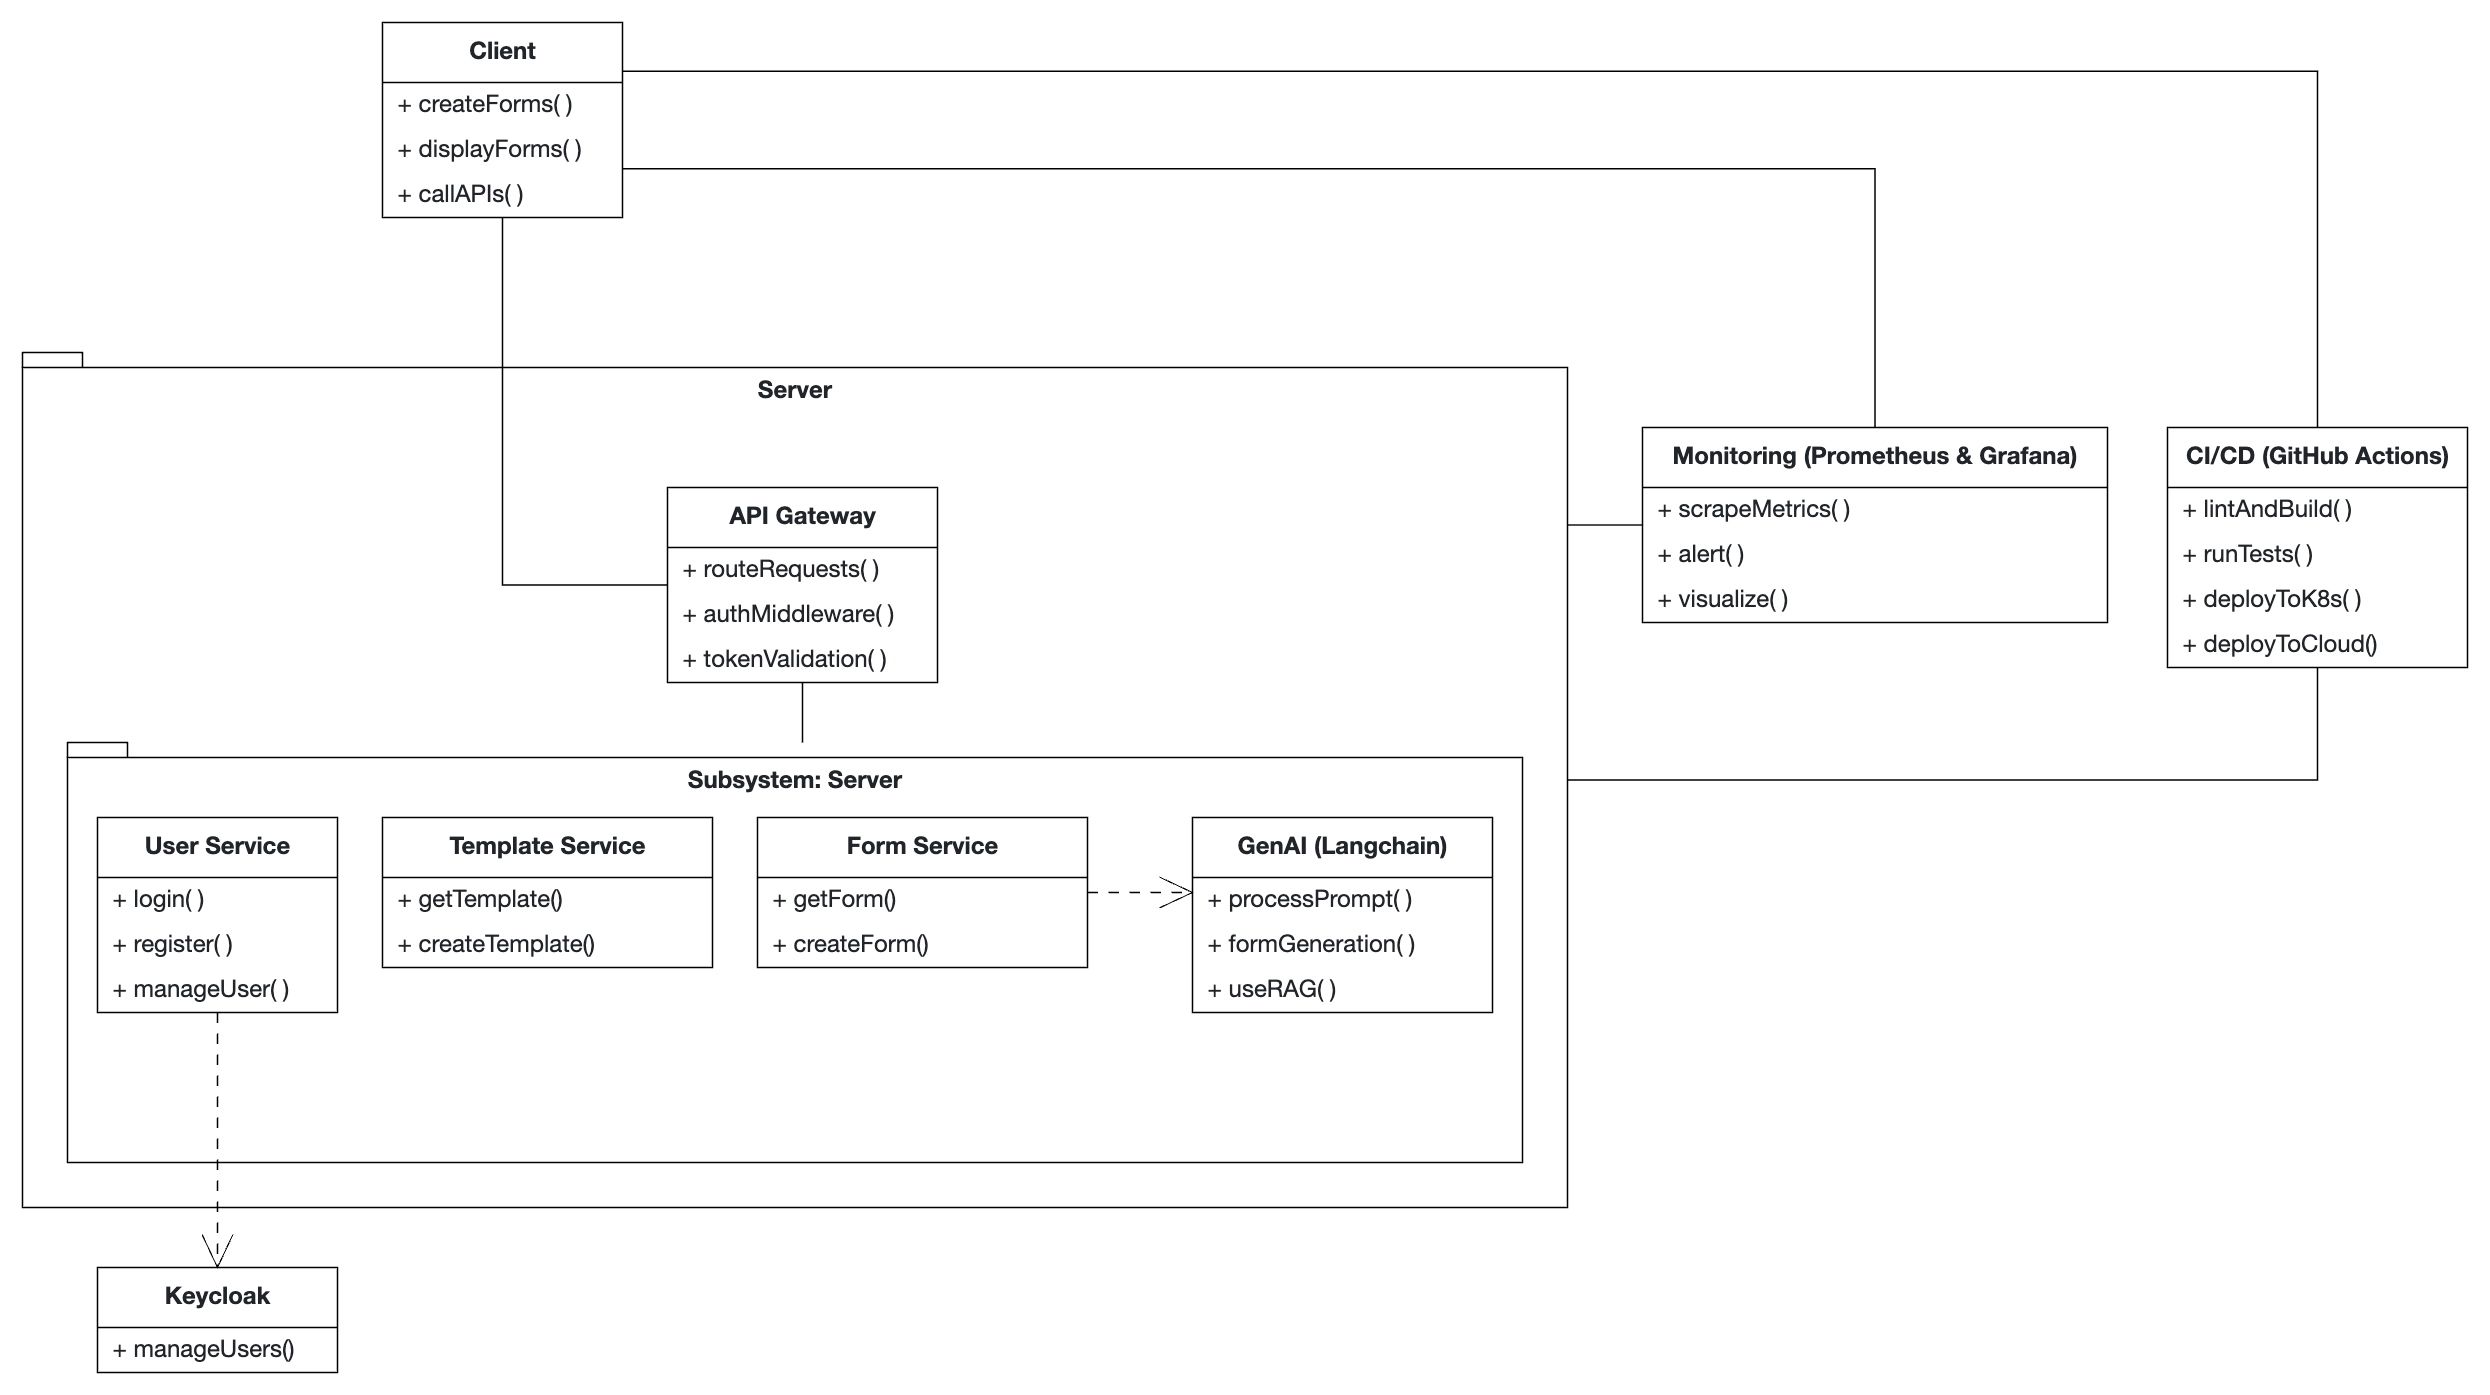 Client
+ createForms( )
+ displayForms( )
+ callAPIs( )
Server
API Gateway
+ routeRequests( )
+ authMiddleware( )
+ tokenValidation( )
Monitoring (Prometheus & Grafana)
+ scrapeMetrics( )
+ alert( )
+ visualize( )
CI/CD (GitHub Actions)
+ lintAndBuild( )
+ runTests( )
+ deployToK8s( )
+ deployToCloud()
Subsystem: Server
User Service
+ login( )
+ register( )
+ manageUser( )
Template Service
+ getTemplate()
+ createTemplate()
Form Service
+ getForm()
+ createForm()
GenAI (Langchain)
+ processPrompt( )
+ formGeneration( )
+ useRAG( )
Keycloak
+ manageUsers()